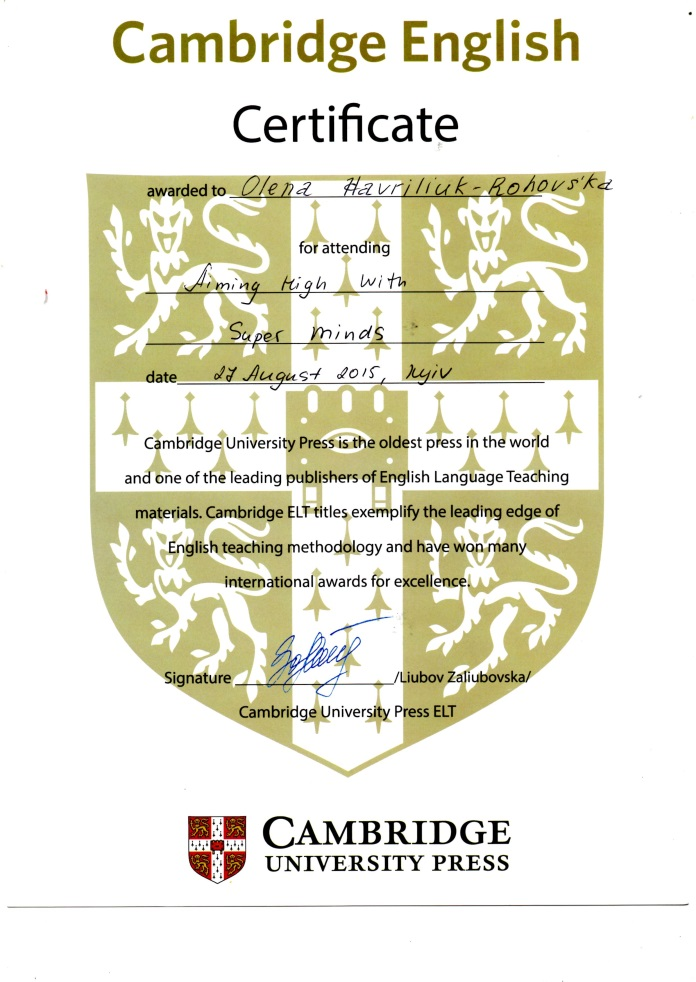 Cambridge English
Certificate
awarded to Olena Havriliuk-Rohovs'ka
for attending
Aiming High with
Super Minds
date 27 August 2015, Kyiv
Cambridge University Press is the oldest press in the world
and one of the leading publishers of English Language Teaching
materials. Cambridge ELT titles exemplify the leading edge of
English teaching methodology and have won many
international awards for excellence.
Signature /Liubov Zaliubovska/
Cambridge University Press ELT
CAMBRIDGE
UNIVERSITY PRESS